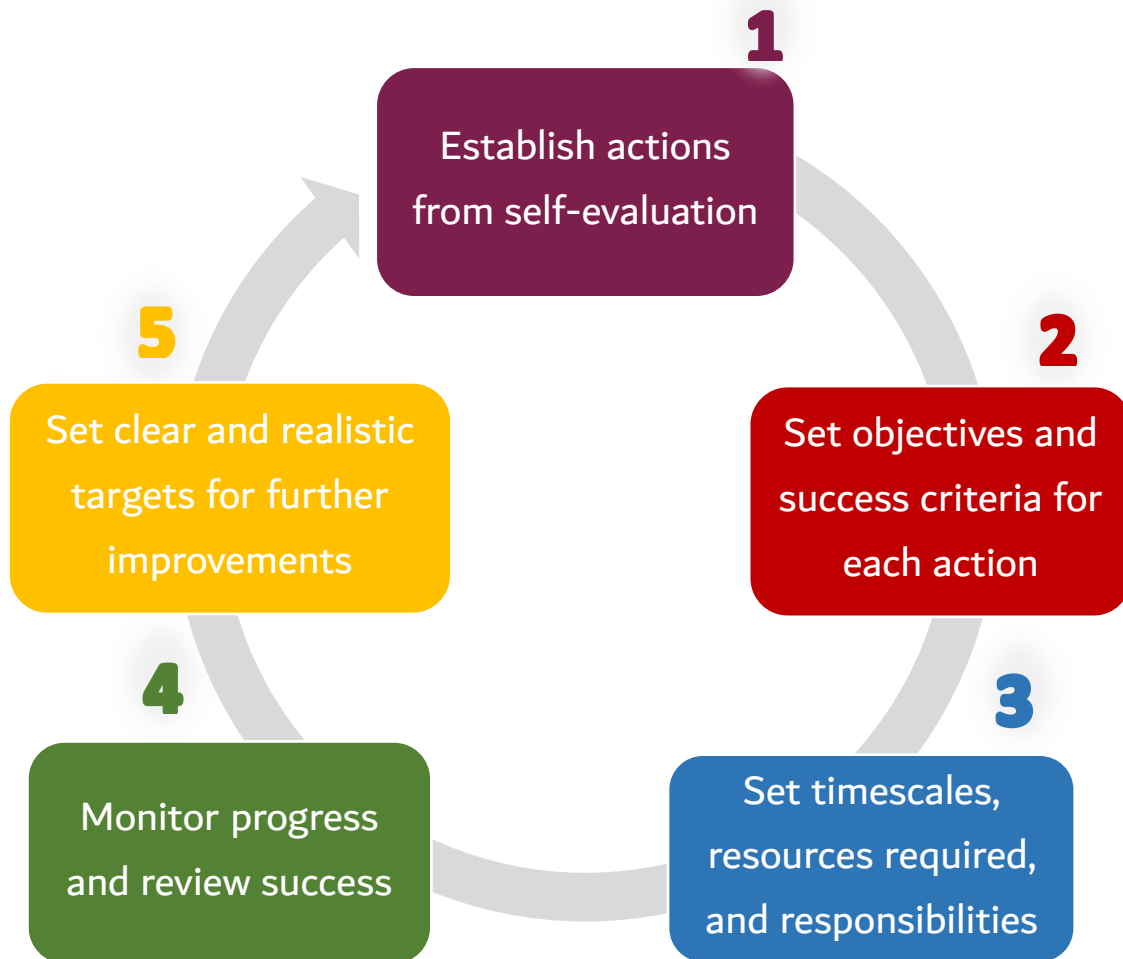 1
Establish actions
from self-evaluation
2
Set objectives and
success criteria for
each action
3
Set timescales,
resources required,
and responsibilities
4
Monitor progress
and review success
5
Set clear and realistic
targets for further
improvements